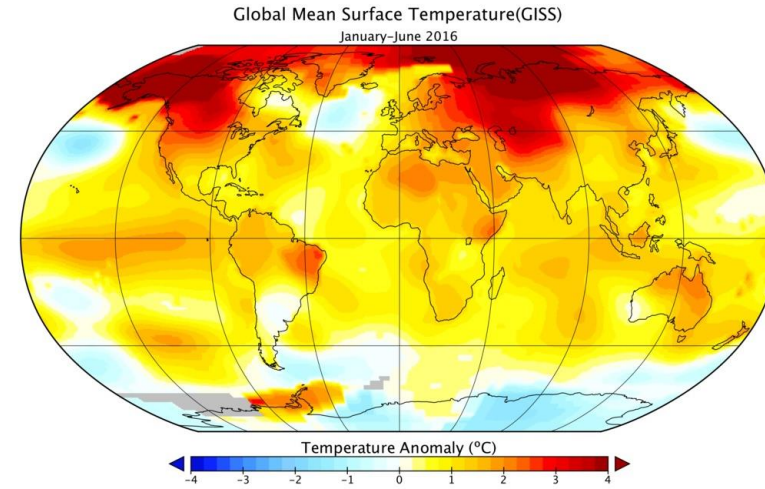 Global Mean Surface Temperature(GISS)
January-June 2016
Temperature Anomaly (ºC)
-4 -3 -2 -1 0 1 2 3 4